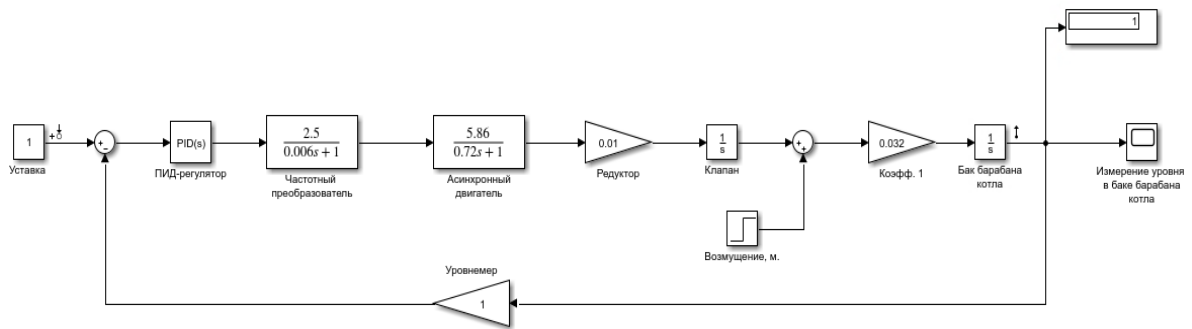 1
1
Уставка
+
-
PID(s)
ПИД-регулятор
2.5
0.006s + 1
Частотный
преобразователь
5.86
0.72s + 1
Асинхронный
двигатель
0.01
Редуктор
1
s
Клапан
+
+
0.032
Коэфф. 1
1
s
Бак барабана
котла
Измерение уровня
в баке барабана
котла
Возмущение, м.
Уровнемер
1